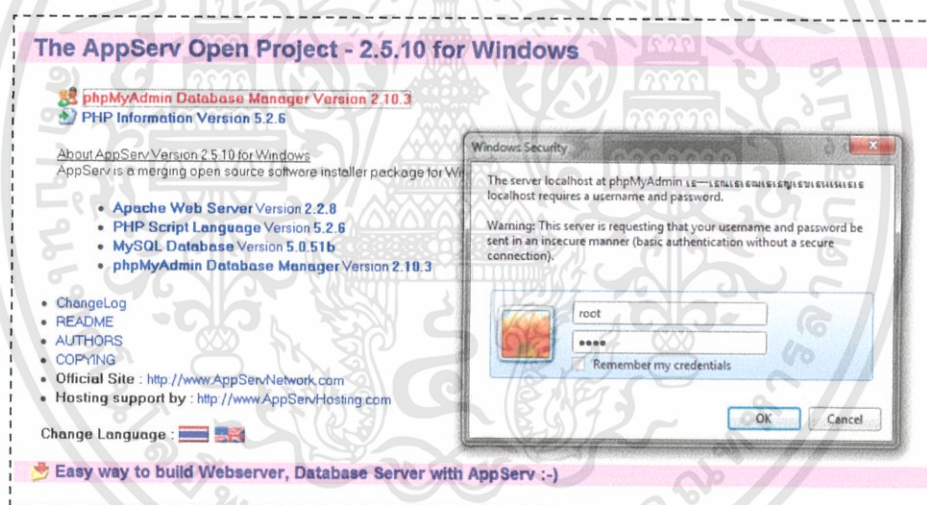 The AppServ Open Project - 2.5.10 for Windows
phpMyAdmin Database Manager Version 2.10.3
PHP Information Version 5.2.6
About AppServ Version 2.5.10 for Windows
AppServ is a merging open source software installer package for
Apache Web Server Version 2.2.8
PHP Script Language Version 5.2.6
MySQL Database Version 5.0.51b
phpMyAdmin Database Manager Version 2.10.3
ChangeLog
README
AUTHORS
COPYING
Official Site : http://www.AppServNetwork.com
Hosting support by : http://www.AppServHosting.com
Change Language :
Easy way to build Webserver, Database Server with AppServ :-)
Windows Security
The server localhost at phpMyAdmin
localhost requires a username and password.
Warning: This server is requesting that your username and password be
sent in an insecure manner (basic authentication without a secure
connection).
root
●●●●
Remember my credentials
OK
Cancel